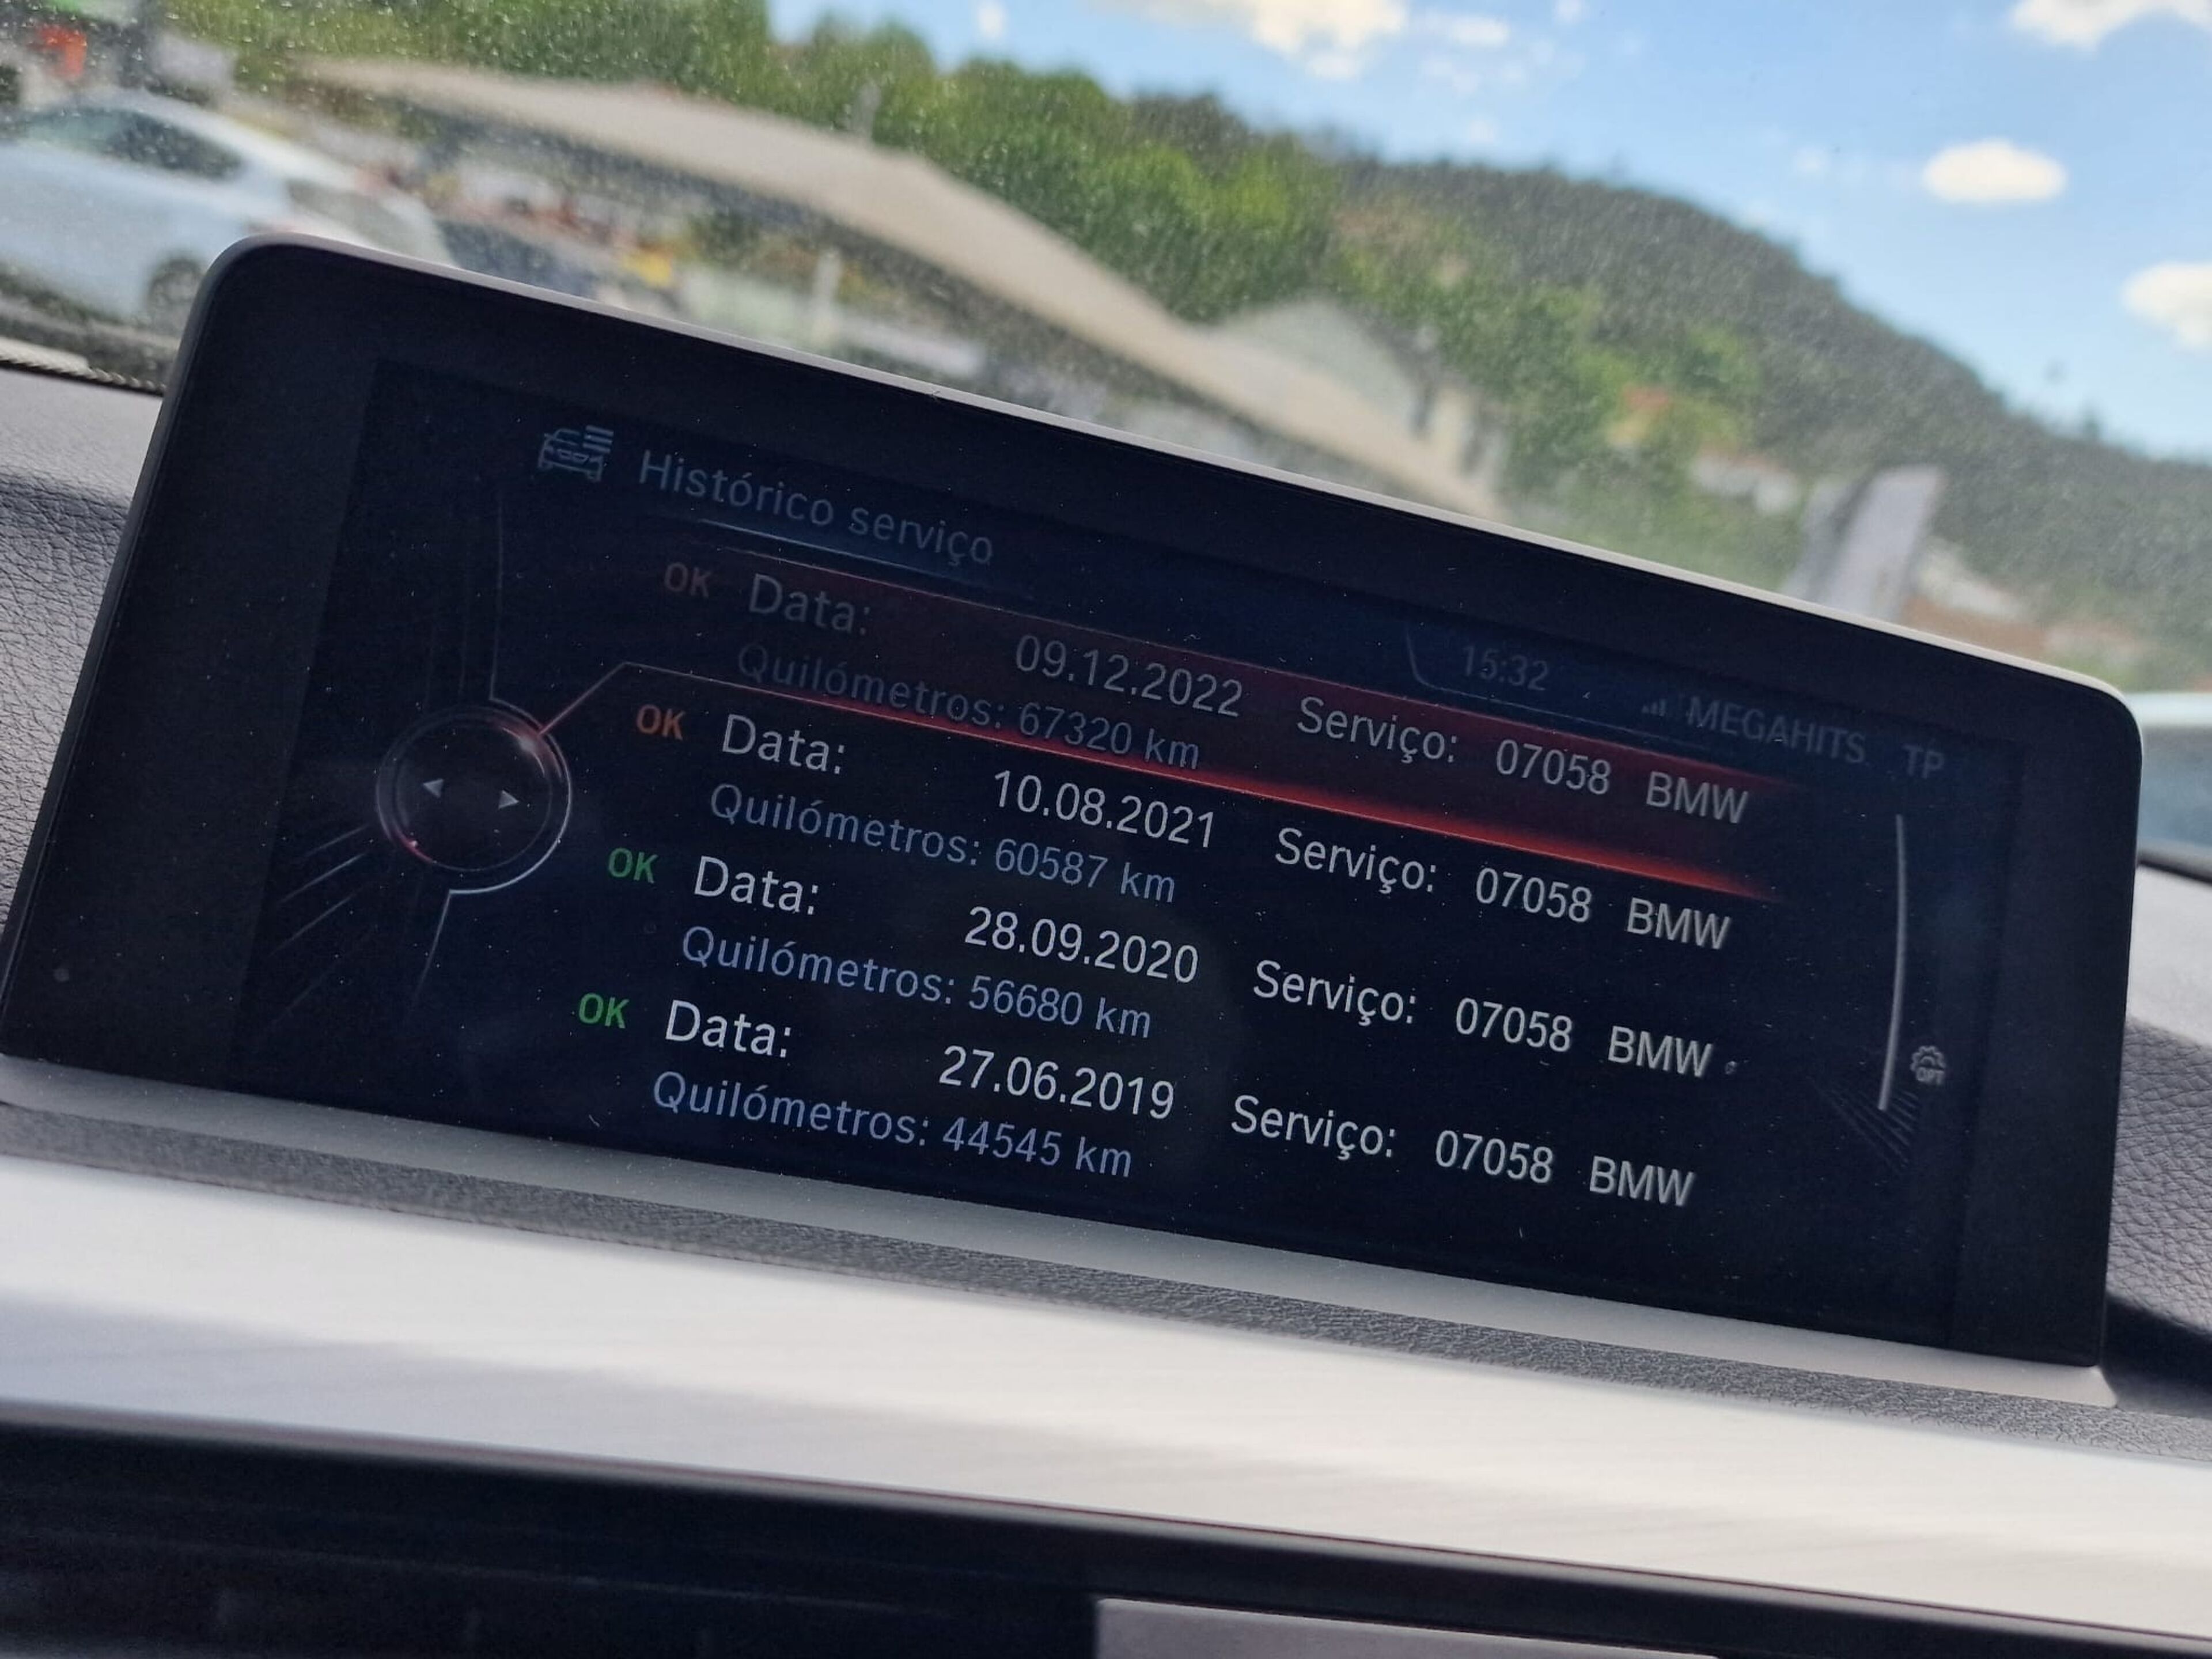 Histórico serviço
15:32 MEGAHITS TP
OK Data: 09.12.2022 Serviço: 07058 BMW
Quilómetros: 67320 km
OK Data: 10.08.2021 Serviço: 07058 BMW
Quilómetros: 60587 km
OK Data: 28.09.2020 Serviço: 07058 BMW
Quilómetros: 56680 km
OK Data: 27.06.2019 Serviço: 07058 BMW
Quilómetros: 44545 km
OPT